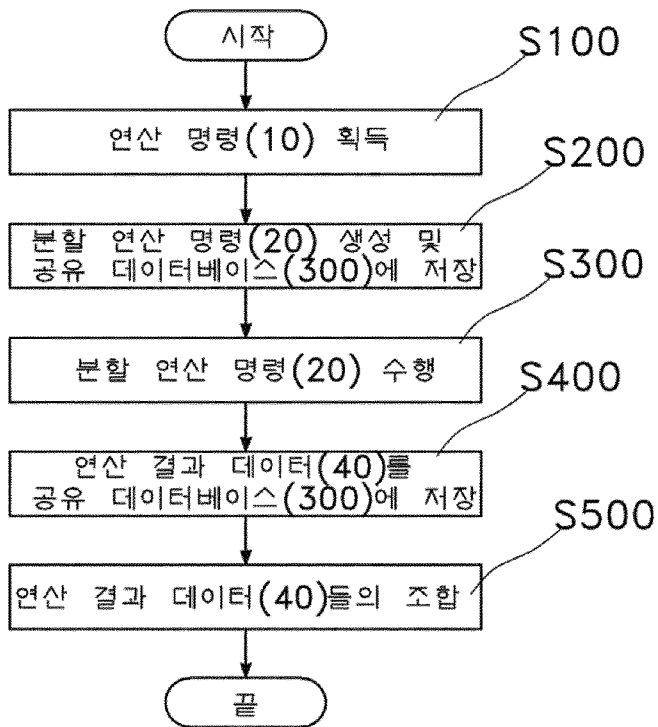 시작
S100
연산 명령(10) 획득
S200
분할 연산 명령(20) 생성 및
공유 데이터베이스(300)에 저장
S300
분할 연산 명령(20) 수행
S400
연산 결과 데이터(40)를
공유 데이터베이스(300)에 저장
S500
연산 결과 데이터(40)들의 조합
끝